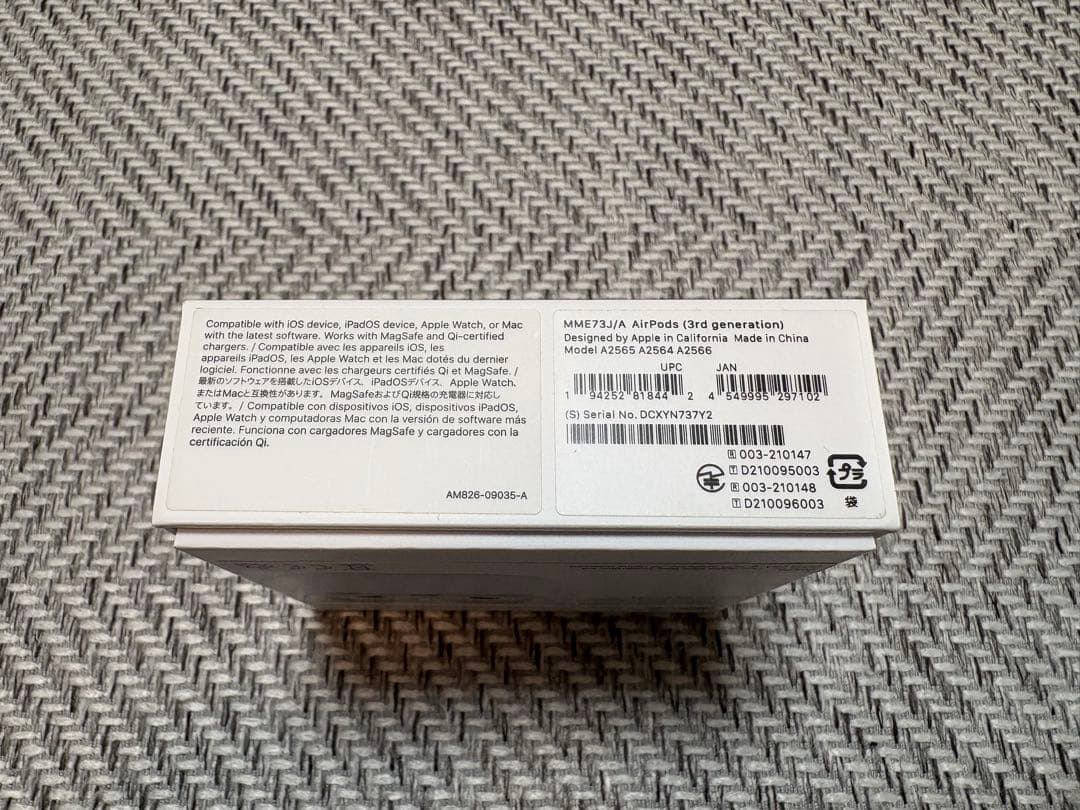 Compatible with iOS device, iPadOS device, Apple Watch, or Mac
with the latest software. Works with MagSafe and Qi-certified
chargers. / Compatible avec les appareils iOS, les
appareils iPadOS, les Apple Watch et les Mac dotés du dernier
logiciel. Fonctionne avec les chargeurs certifiés Qi et MagSafe. /
最新のソフトウェアを搭載したiOSデバイス、iPadOSデバイス、Apple Watch、
またはMacと互換性があります。MagSafeおよびQi規格の充電器に対応し
ています。/ Compatible con dispositivos iOS, dispositivos iPadOS,
Apple Watch y computadoras Mac con la versión de software más
reciente. Funciona con cargadores MagSafe y cargadores con la
certificación Qi.
AM826-09035-A
MME73J/A AirPods (3rd generation)
Designed by Apple in California Made in China
Model A2565 A2564 A2566
UPC JAN
1 94252 81844 2 4 549995 297102
(S) Serial No. DCXYN737Y2
R 003-210147
T D210095003
R 003-210148
T D210096003
プラ
袋